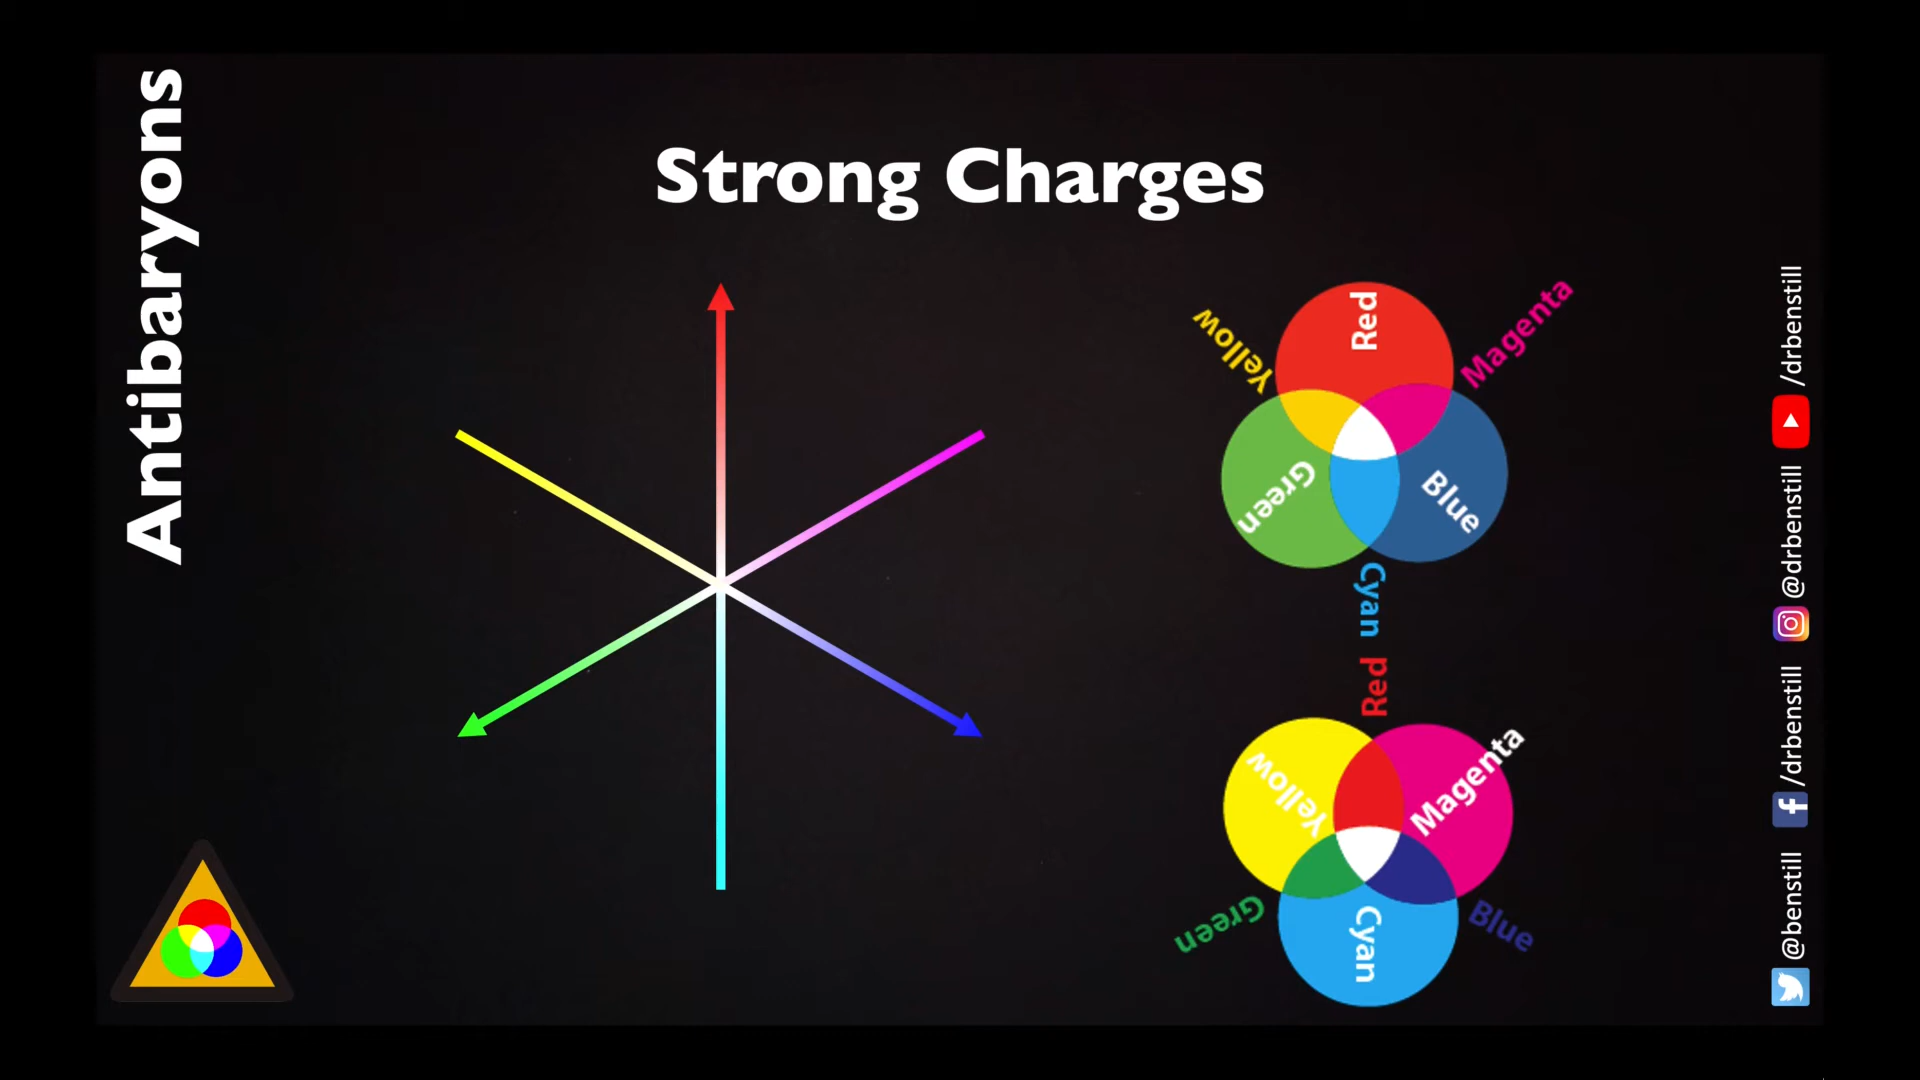 Antibaryons
Strong Charges
Yellow
Red
Magenta
Green
Blue
Cyan
Red
Yellow
Magenta
Green
Cyan
Blue
/drbenstill
@drbenstill
/drbenstill
@benstill